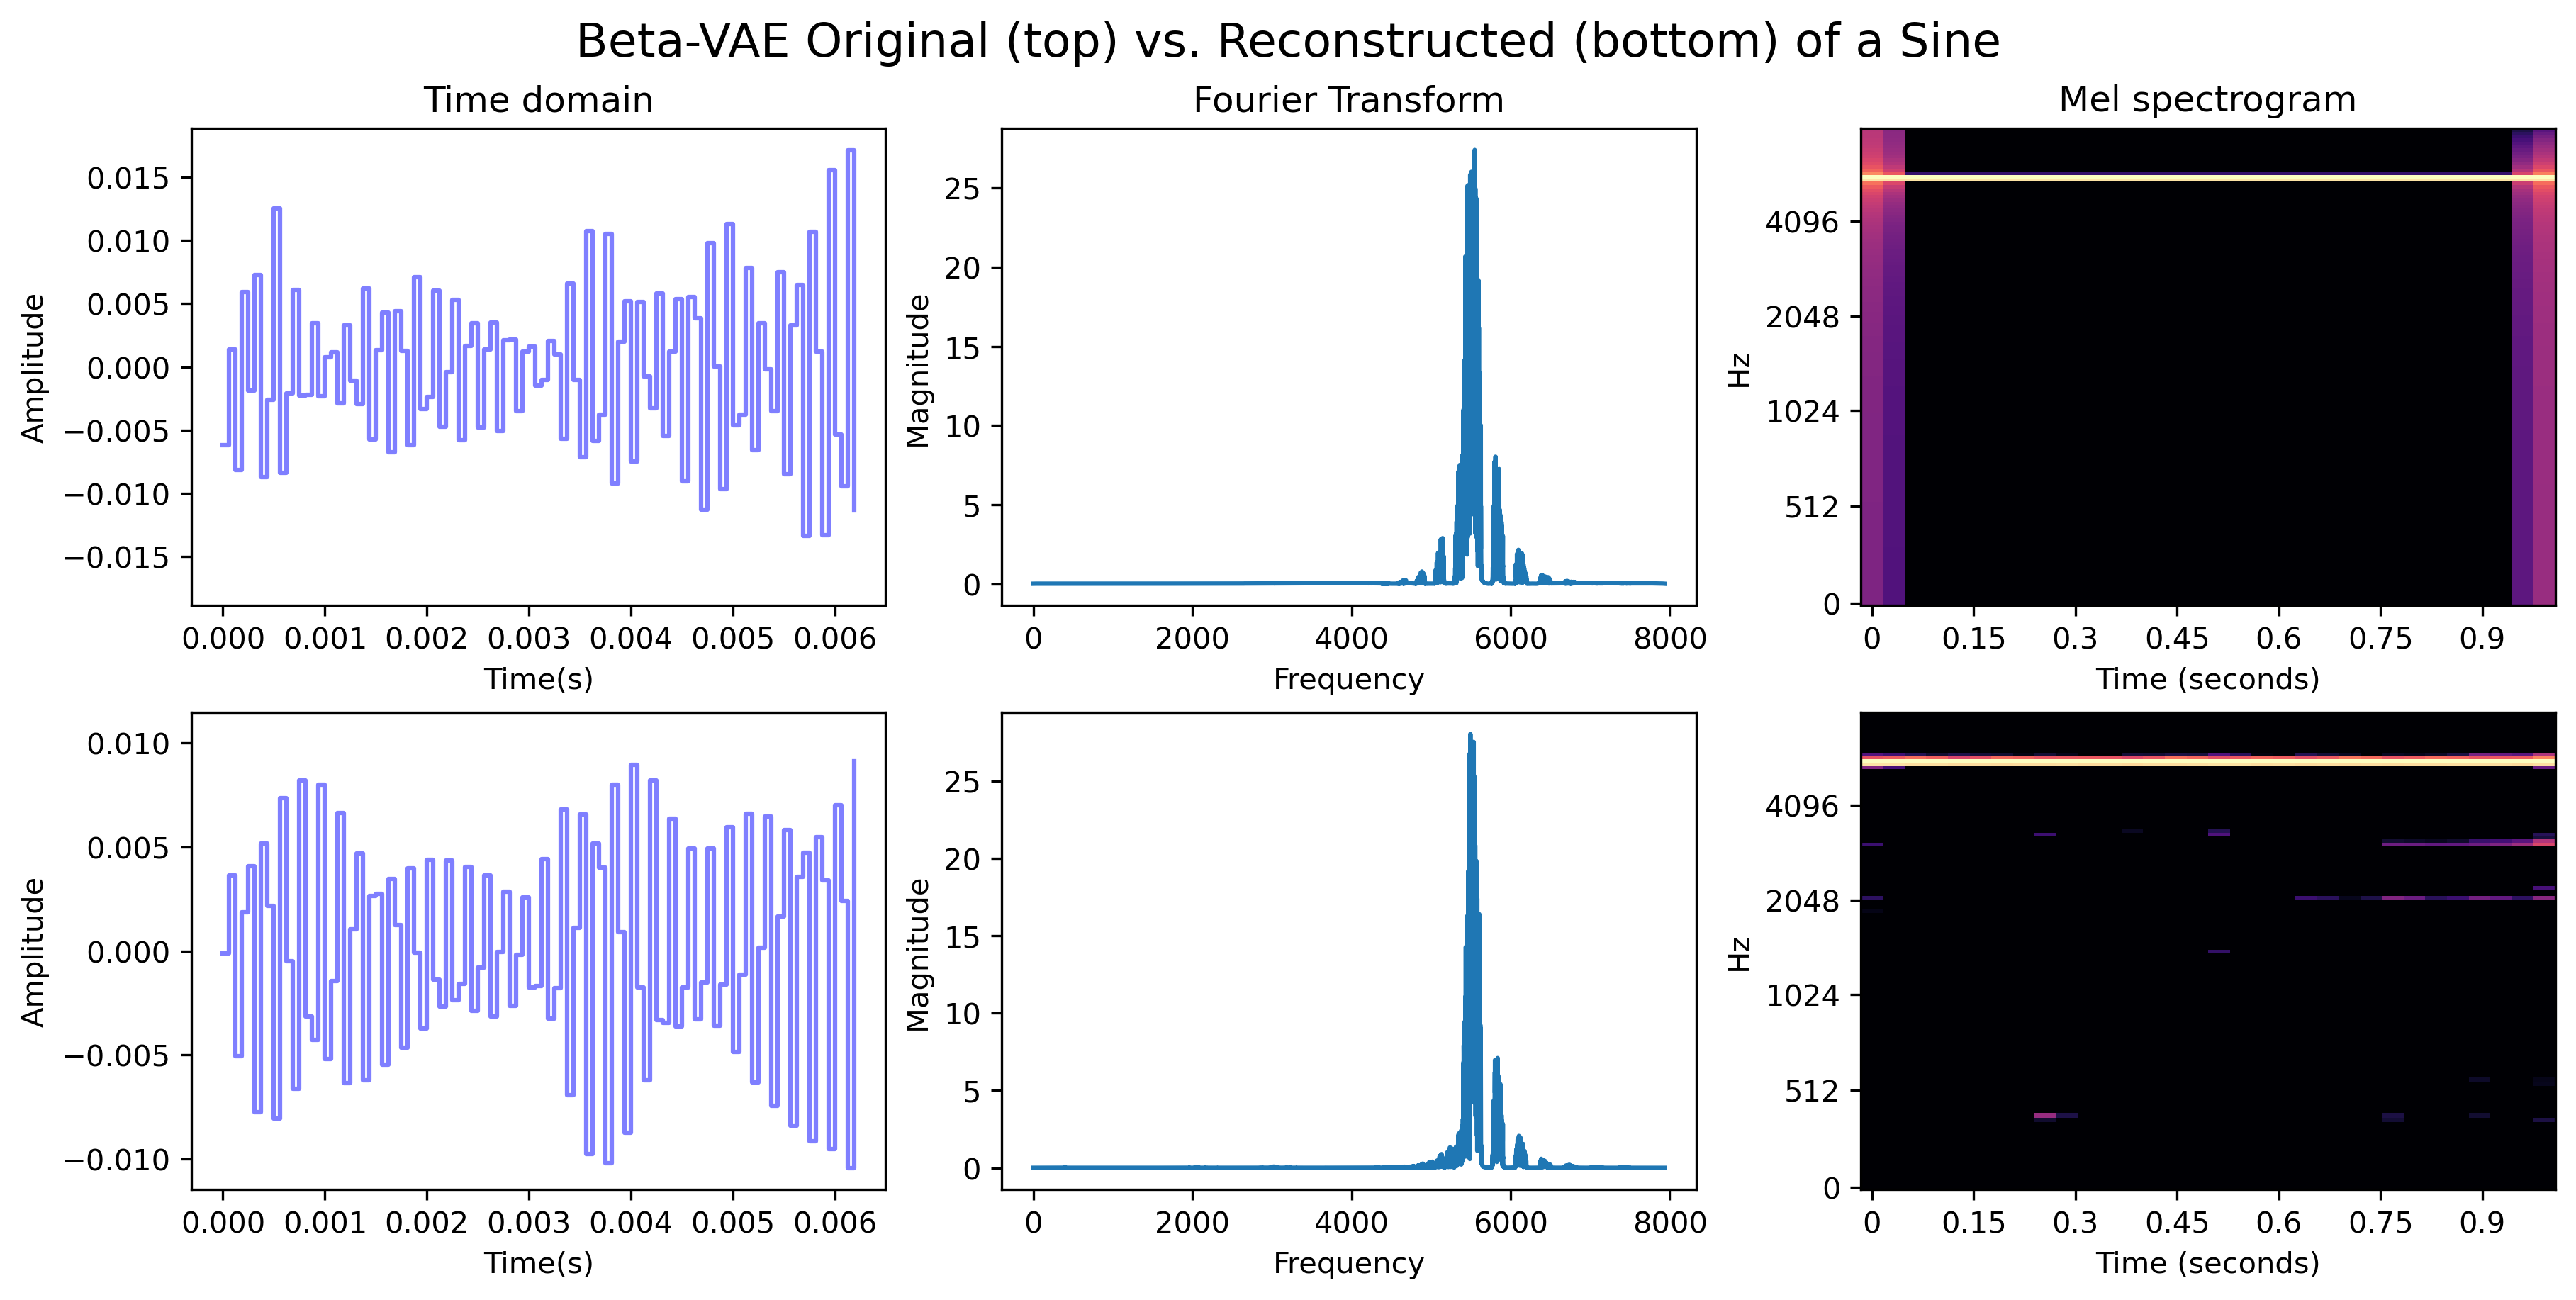 Beta-VAE Original (top) vs. Reconstructed (bottom) of a Sine
Time domain
Amplitude
0.015
0.010
0.005
0.000
−0.005
−0.010
−0.015
0.000 0.001 0.002 0.003 0.004 0.005 0.006
Time(s)
Fourier Transform
Magnitude
25
20
15
10
5
0
0 2000 4000 6000 8000
Frequency
Mel spectrogram
Hz
4096
2048
1024
512
0
0 0.15 0.3 0.45 0.6 0.75 0.9
Time (seconds)
Amplitude
0.010
0.005
0.000
−0.005
−0.010
0.000 0.001 0.002 0.003 0.004 0.005 0.006
Time(s)
Magnitude
25
20
15
10
5
0
0 2000 4000 6000 8000
Frequency
Hz
4096
2048
1024
512
0
0 0.15 0.3 0.45 0.6 0.75 0.9
Time (seconds)